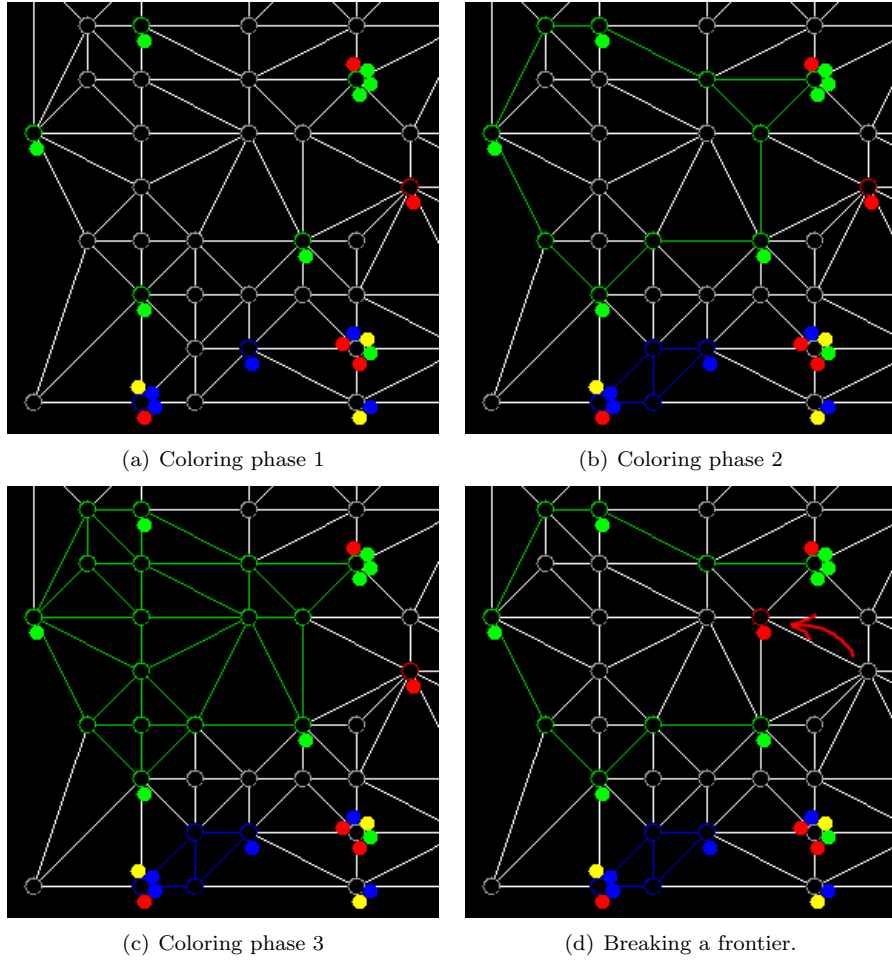 (a) Coloring phase 1
(b) Coloring phase 2
(c) Coloring phase 3
(d) Breaking a frontier.